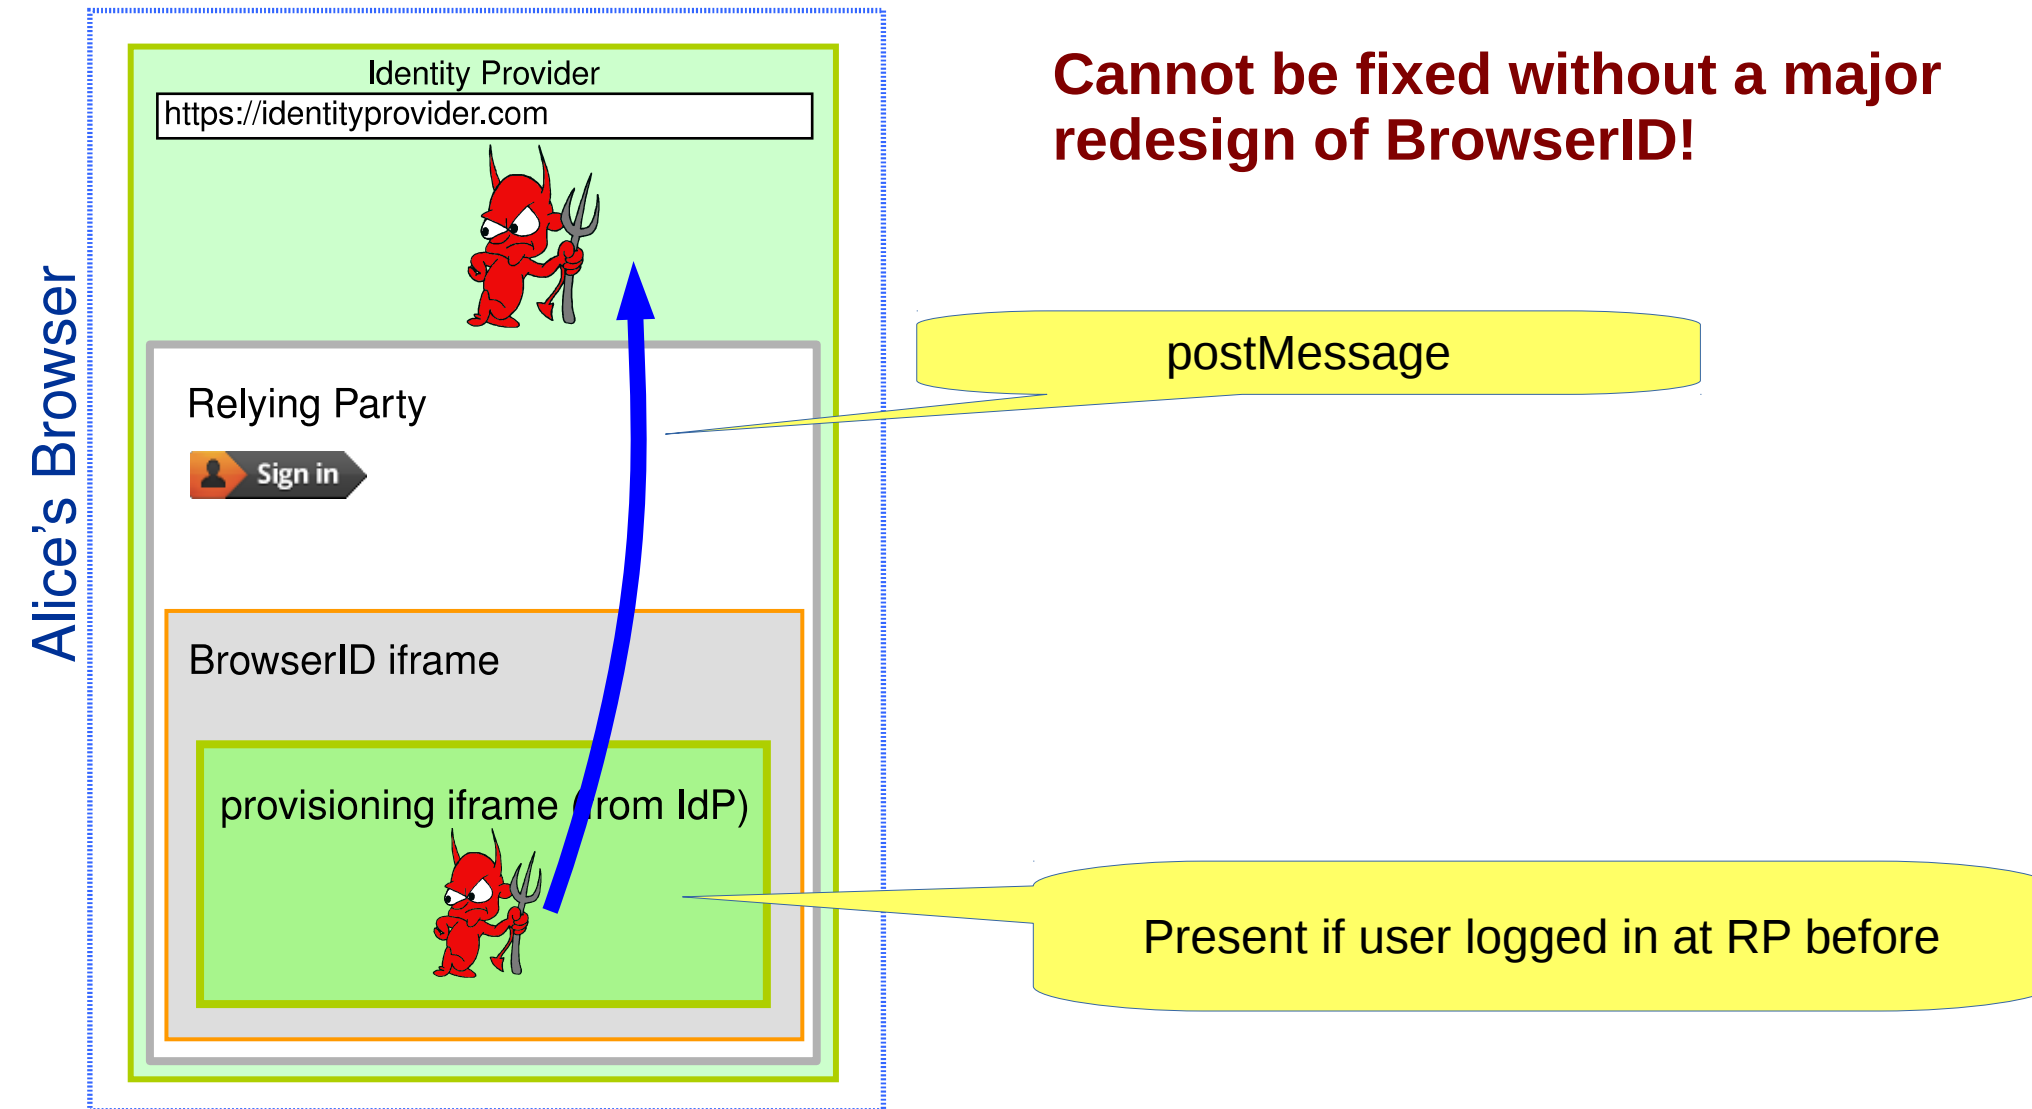 Alice's Browser
Identity Provider
https://identityprovider.com
Cannot be fixed without a major
redesign of BrowserID!
postMessage
Relying Party
Sign in
BrowserID iframe
provisioning iframe (from IdP)
Present if user logged in at RP before